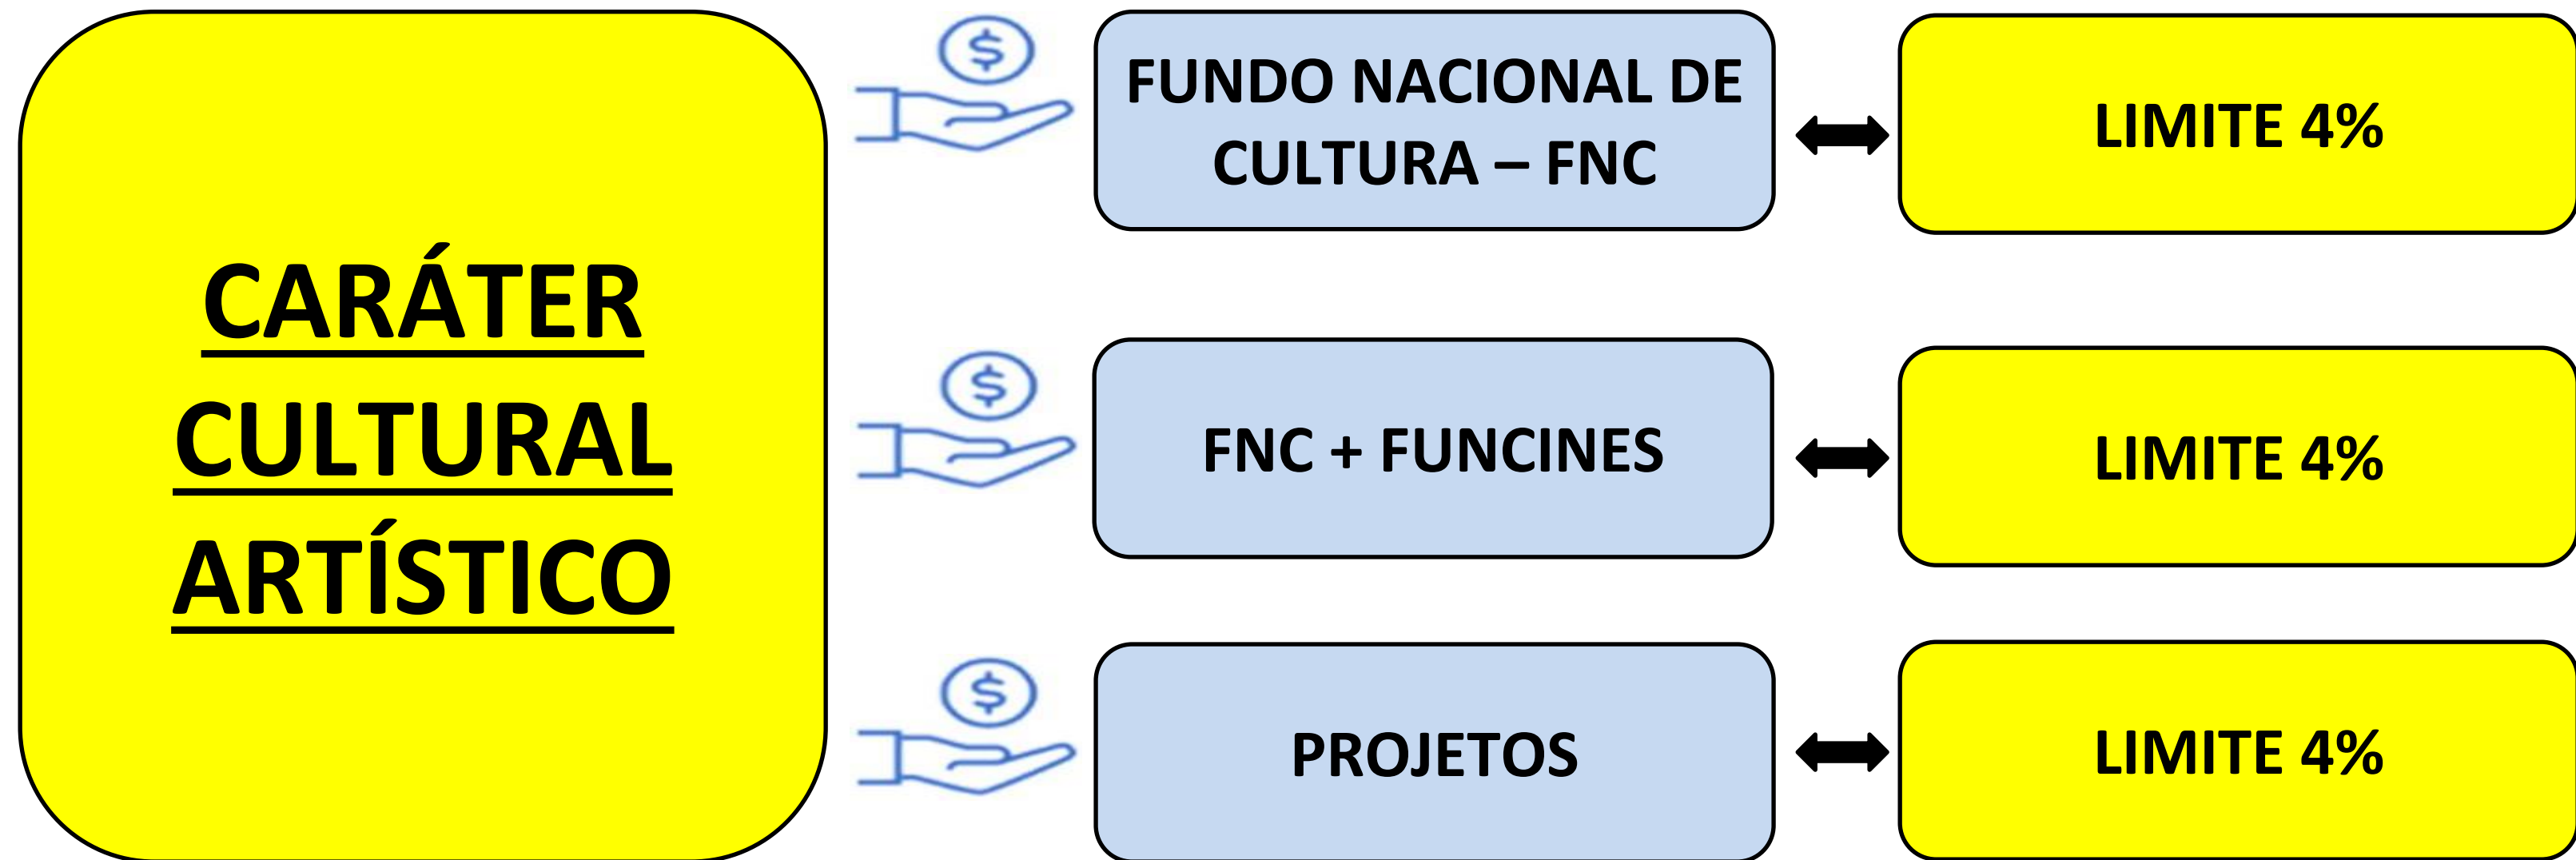 CARÁTER
CULTURAL
ARTÍSTICO
$
FUNDO NACIONAL DE
CULTURA – FNC
LIMITE 4%
$
FNC + FUNCINES
LIMITE 4%
$
PROJETOS
LIMITE 4%